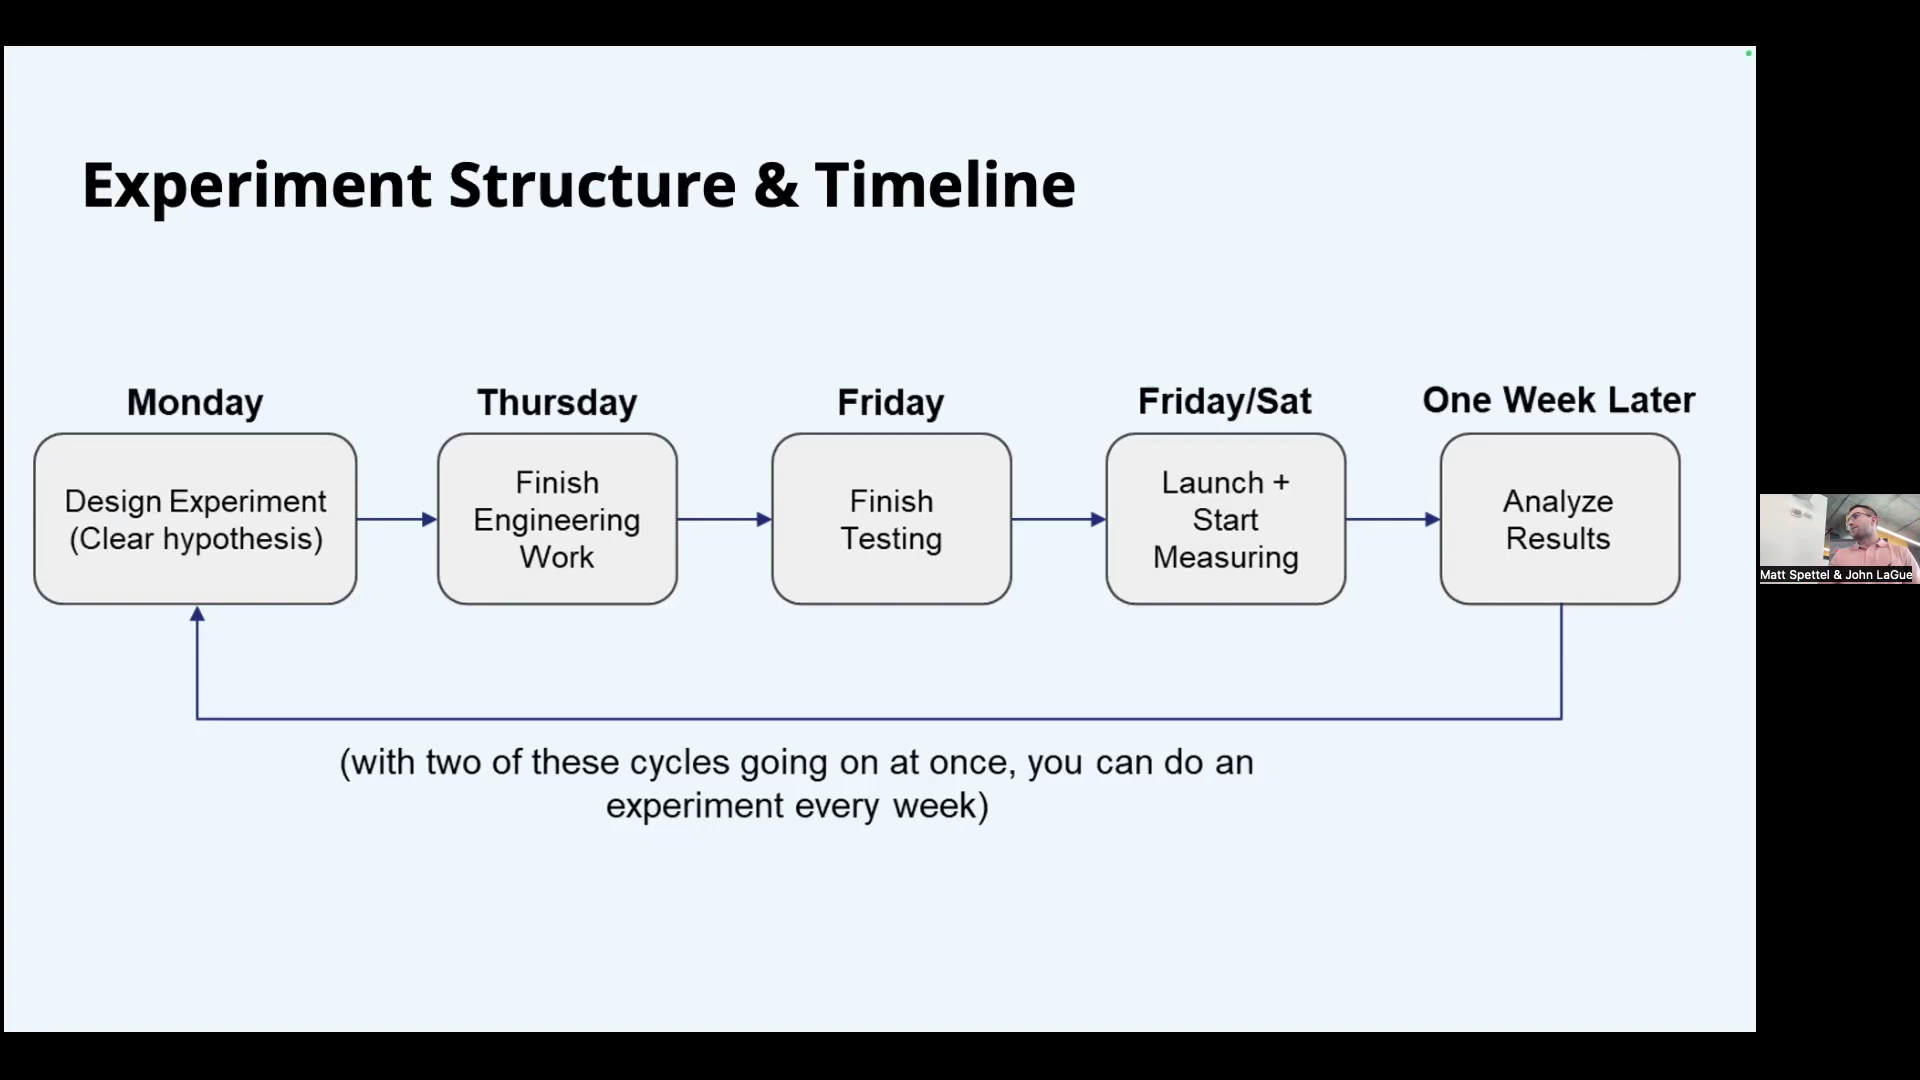 Experiment Structure & Timeline
Monday
Design Experiment
(Clear hypothesis)
Thursday
Finish
Engineering
Work
Friday
Finish
Testing
Friday/Sat
Launch +
Start
Measuring
One Week Later
Analyze
Results
(with two of these cycles going on at once, you can do an
experiment every week)
Matt Spettel & John LaGue